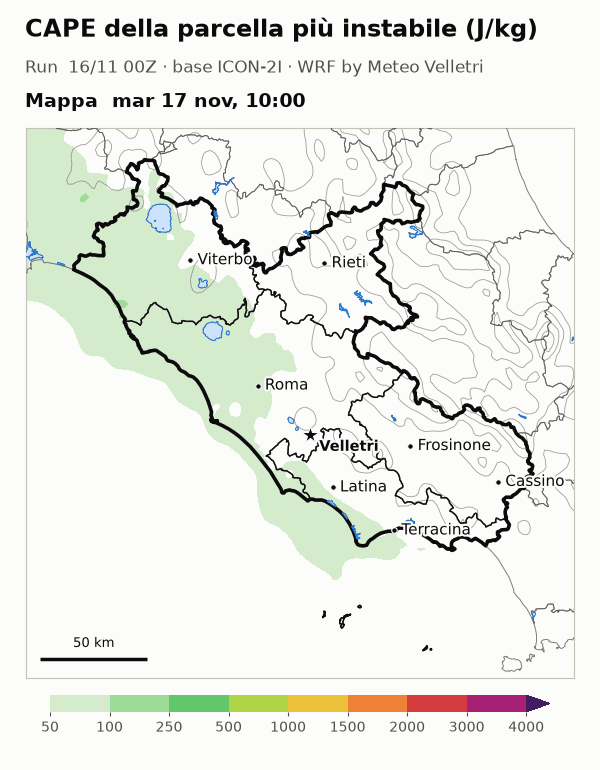 CAPE della parcella più instabile (J/kg)
Run  16/11 00Z · base ICON-2I · WRF by Meteo Velletri
Mappa  mar 17 nov, 10:00
Viterbo
Rieti
Roma
Velletri
Frosinone
Latina
Cassino
Terracina
50 km
50 100 250 500 1000 1500 2000 3000 4000